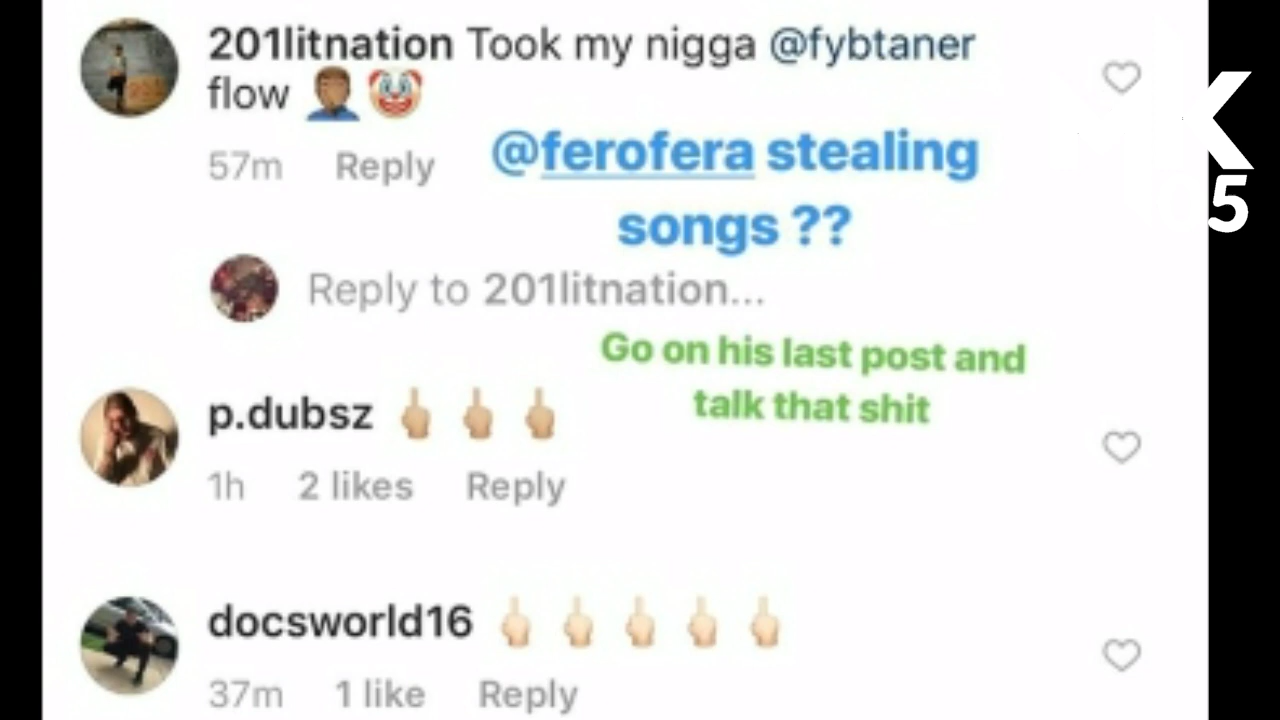 201litnation Took my nigga @fybtaner
flow 🤦🏾‍♂️🤡
57m Reply
@ferofera stealing
songs ??
Reply to 201litnation...
Go on his last post and
talk that shit
p.dubsz 🖕🏼🖕🏼🖕🏼
1h 2 likes Reply
docsworld16 🖕🏻🖕🏻🖕🏻🖕🏻🖕🏻
37m 1 like Reply
K
5